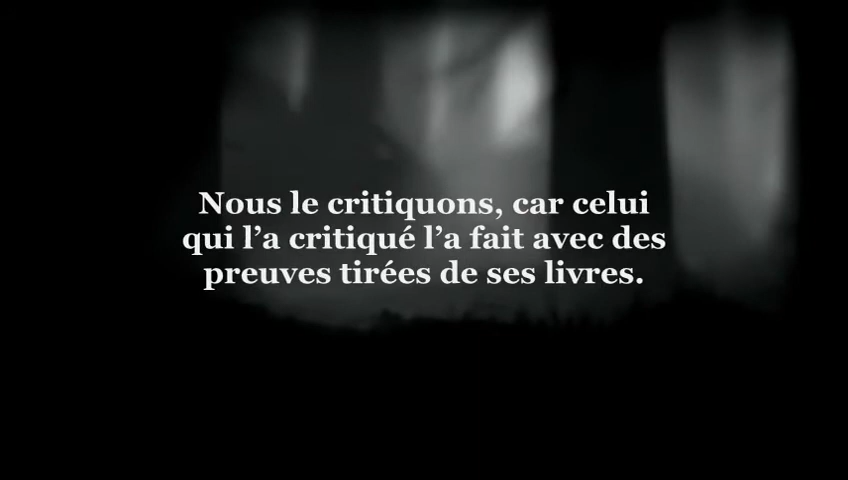 Nous le critiquons, car celui
qui l’a critiqué l’a fait avec des
preuves tirées de ses livres.